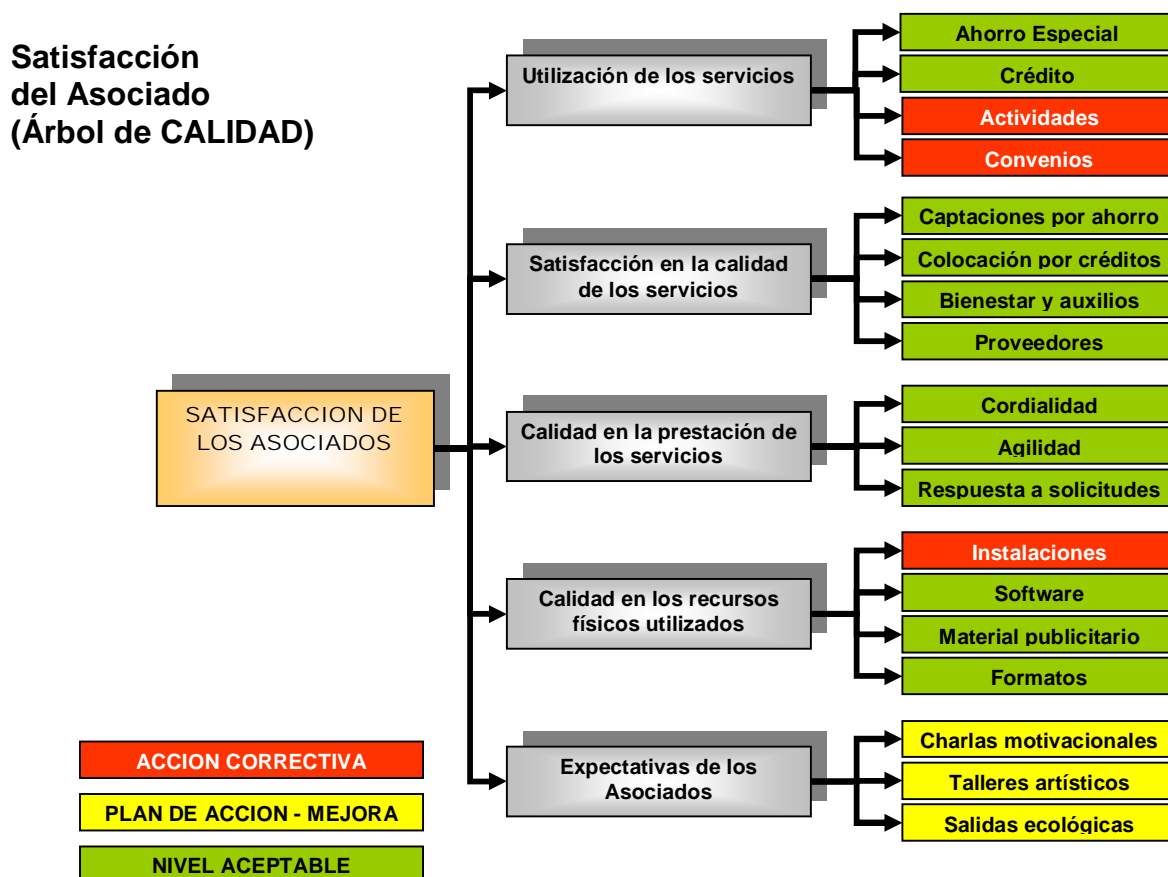 Satisfacción
del Asociado
(Árbol de CALIDAD)
SATISFACCION DE
LOS ASOCIADOS
Utilización de los servicios
Ahorro Especial
Crédito
Actividades
Convenios
Satisfacción en la calidad
de los servicios
Captaciones por ahorro
Colocación por créditos
Bienestar y auxilios
Proveedores
Calidad en la prestación de
los servicios
Cordialidad
Agilidad
Respuesta a solicitudes
Calidad en los recursos
físicos utilizados
Instalaciones
Software
Material publicitario
Formatos
Expectativas de los
Asociados
Charlas motivacionales
Talleres artísticos
Salidas ecológicas
ACCION CORRECTIVA
PLAN DE ACCION - MEJORA
NIVEL ACEPTABLE